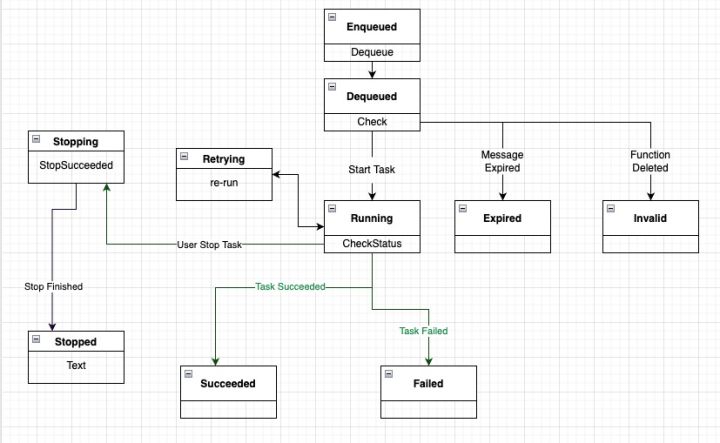 Enqueued
Dequeue
Dequeued
Check
Stopping
StopSucceeded
Retrying
re-run
Start Task
Message
Expired
Function
Deleted
Running
CheckStatus
Expired
Invalid
User Stop Task
Stop Finished
Task Succeeded
Task Failed
Stopped
Text
Succeeded
Failed